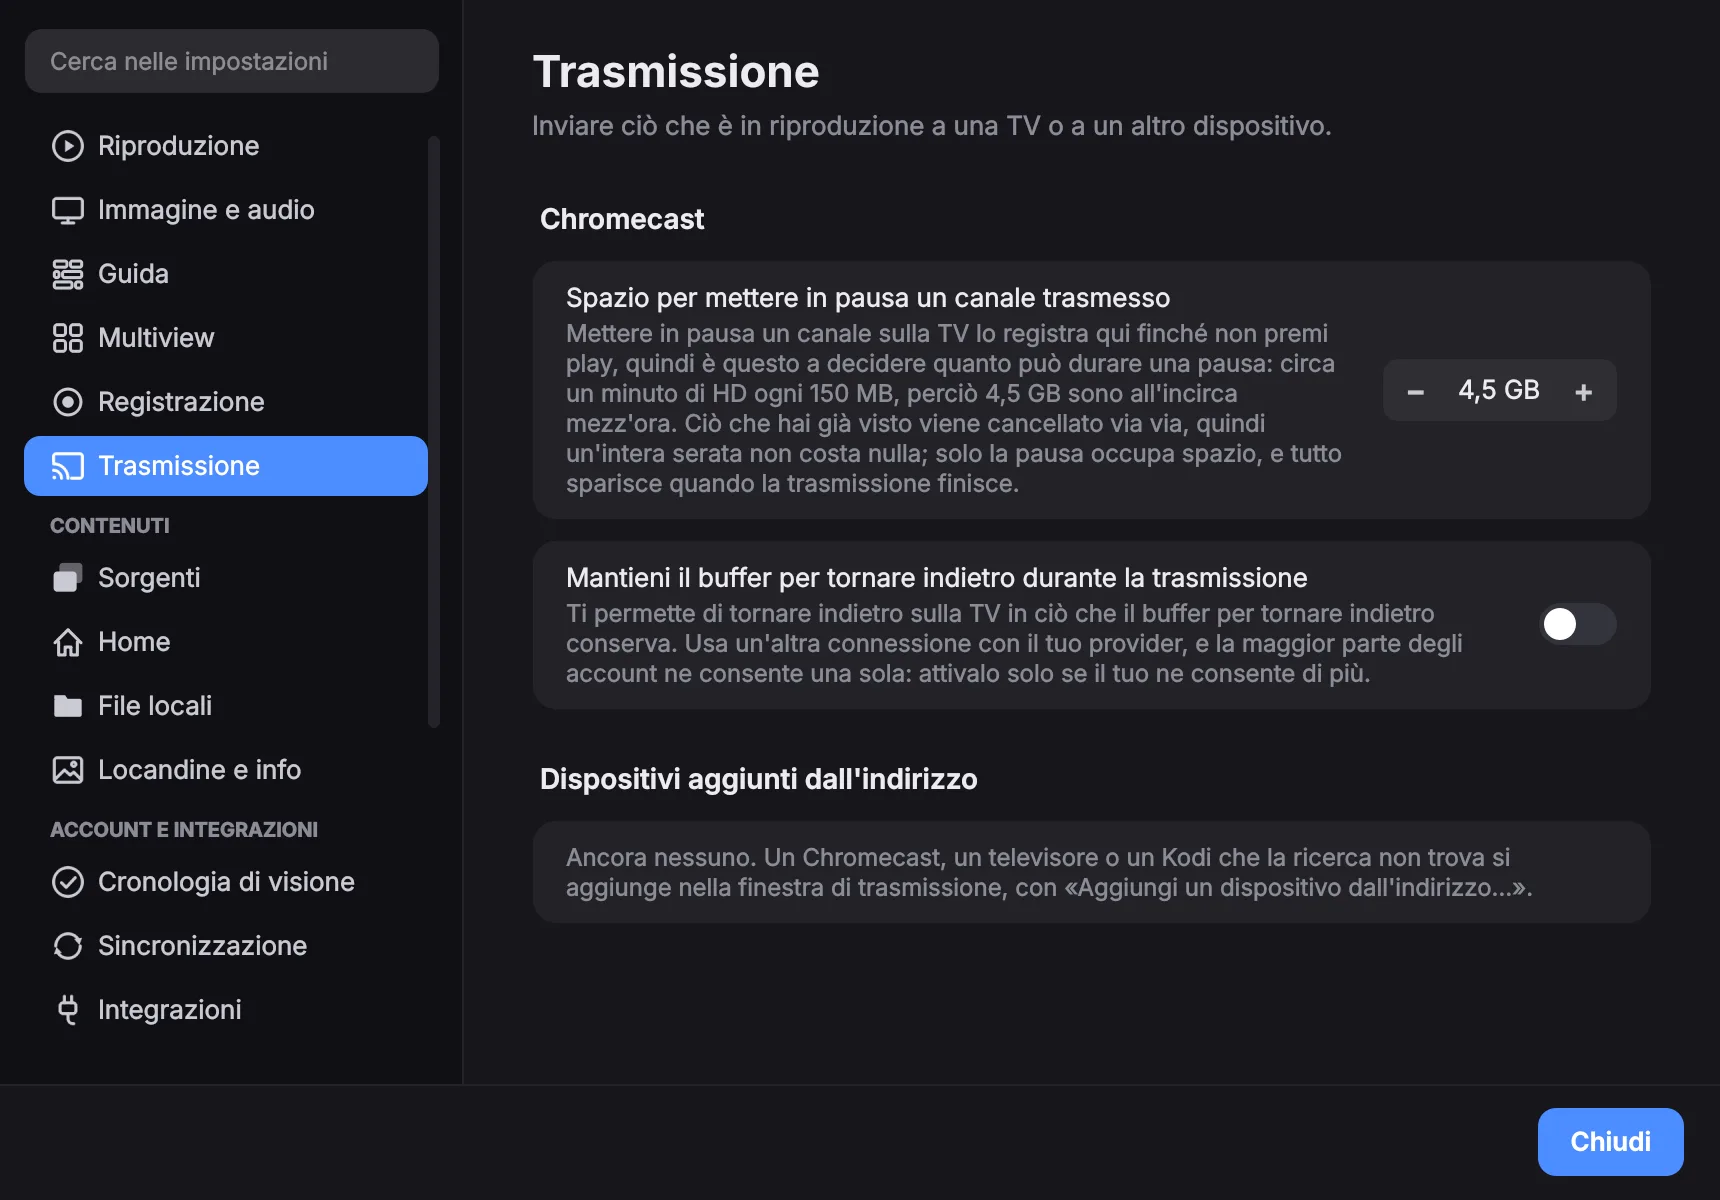 Cerca nelle impostazioni
Riproduzione
Immagine e audio
Guida
Multiview
Registrazione
Trasmissione
CONTENUTI
Sorgenti
Home
File locali
Locandine e info
ACCOUNT E INTEGRAZIONI
Cronologia di visione
Sincronizzazione
Integrazioni
Trasmissione
Inviare ciò che è in riproduzione a una TV o a un altro dispositivo.
Chromecast
Spazio per mettere in pausa un canale trasmesso
Mettere in pausa un canale sulla TV lo registra qui finché non premi
play, quindi è questo a decidere quanto può durare una pausa: circa
un minuto di HD ogni 150 MB, perciò 4,5 GB sono all'incirca
mezz'ora. Ciò che hai già visto viene cancellato via via, quindi
un'intera serata non costa nulla; solo la pausa occupa spazio, e tutto
sparisce quando la trasmissione finisce.
− 4,5 GB +
Mantieni il buffer per tornare indietro durante la trasmissione
Ti permette di tornare indietro sulla TV in ciò che il buffer per tornare indietro
conserva. Usa un'altra connessione con il tuo provider, e la maggior parte degli
account ne consente una sola: attivalo solo se il tuo ne consente di più.
Dispositivi aggiunti dall'indirizzo
Ancora nessuno. Un Chromecast, un televisore o un Kodi che la ricerca non trova si
aggiunge nella finestra di trasmissione, con «Aggiungi un dispositivo dall'indirizzo...».
Chiudi